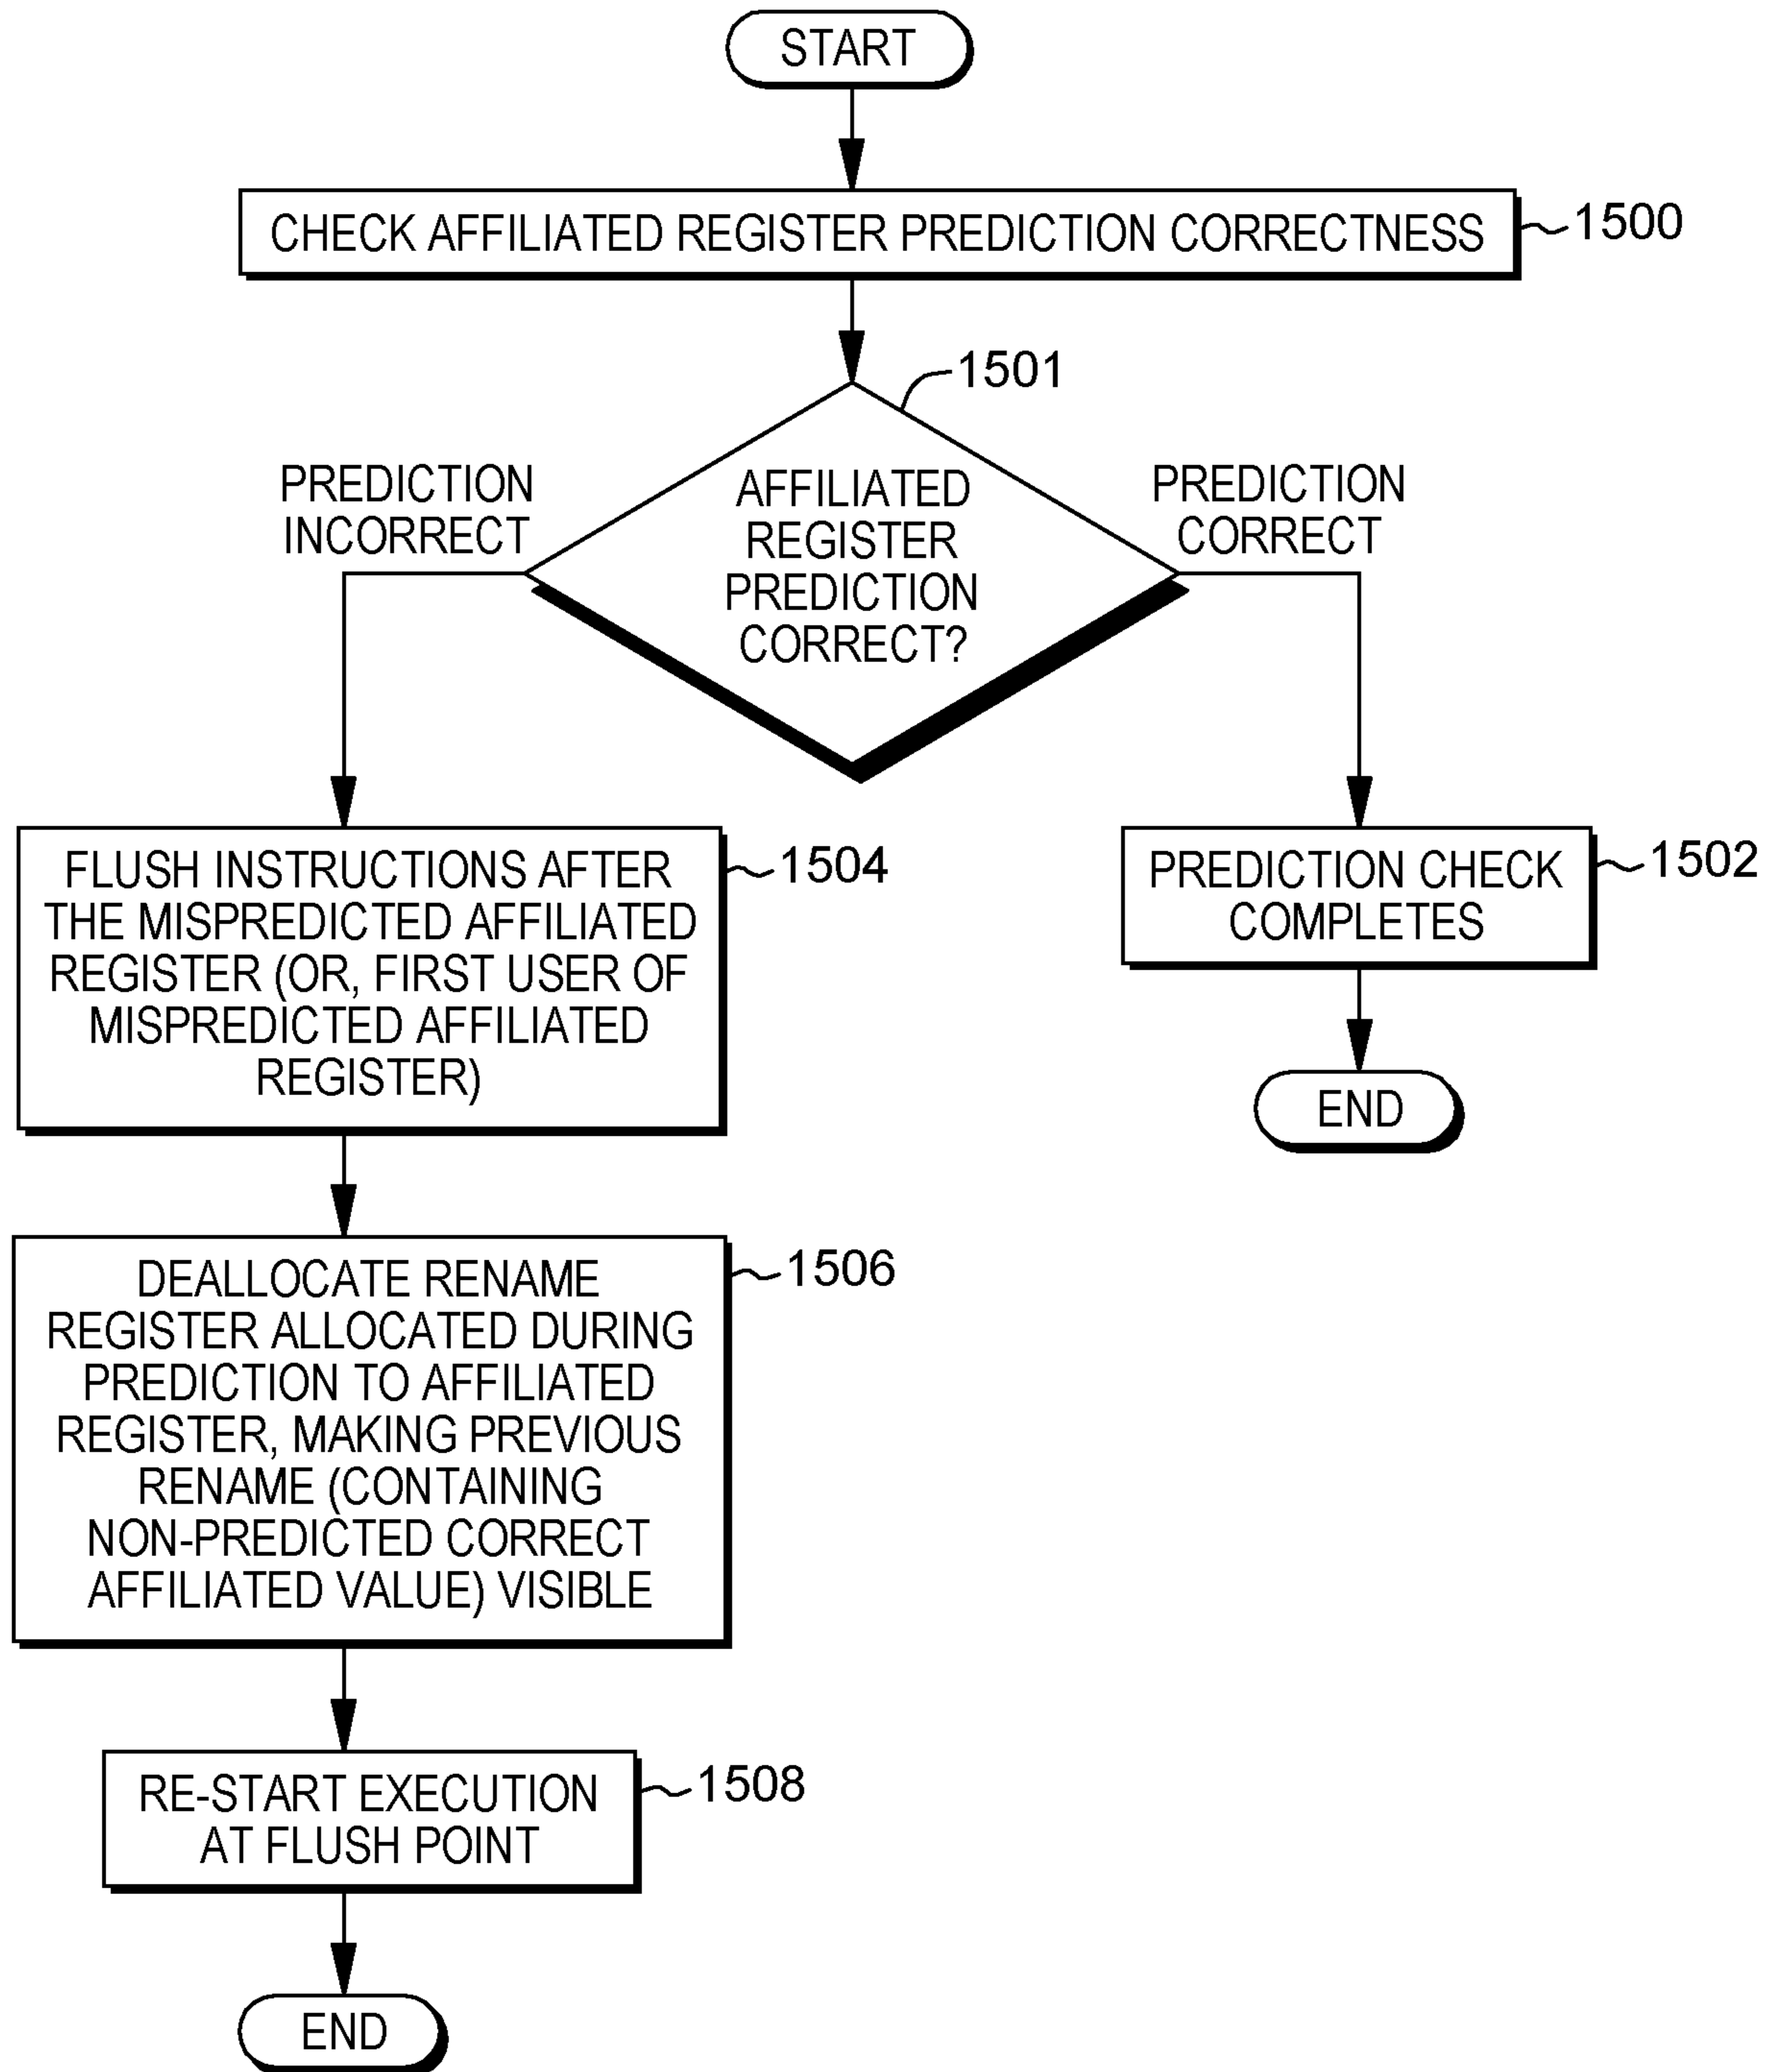 START
CHECK AFFILIATED REGISTER PREDICTION CORRECTNESS
1500
1501
PREDICTION
INCORRECT
AFFILIATED
REGISTER
PREDICTION
CORRECT?
PREDICTION
CORRECT
FLUSH INSTRUCTIONS AFTER
THE MISPREDICTED AFFILIATED
REGISTER (OR, FIRST USER OF
MISPREDICTED AFFILIATED
REGISTER)
1504
PREDICTION CHECK
COMPLETES
1502
END
DEALLOCATE RENAME
REGISTER ALLOCATED DURING
PREDICTION TO AFFILIATED
REGISTER, MAKING PREVIOUS
RENAME (CONTAINING
NON-PREDICTED CORRECT
AFFILIATED VALUE) VISIBLE
1506
RE-START EXECUTION
AT FLUSH POINT
1508
END